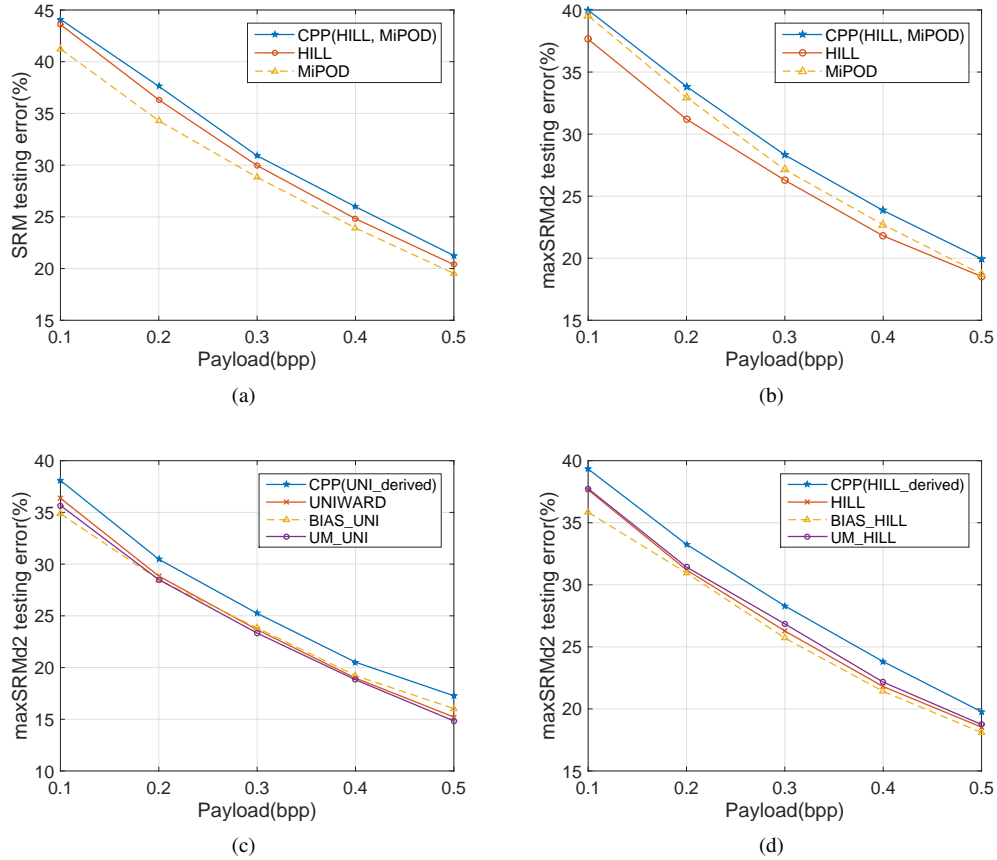 45
40
35
30
25
20
15
SRM testing error(%)
CPP(HILL, MiPOD)
HILL
MiPOD
0.1 0.2 0.3 0.4 0.5
Payload(bpp)
(a)
40
35
30
25
20
15
maxSRMd2 testing error(%)
CPP(HILL, MiPOD)
HILL
MiPOD
0.1 0.2 0.3 0.4 0.5
Payload(bpp)
(b)
40
35
30
25
20
15
10
maxSRMd2 testing error(%)
CPP(UNI_derived)
UNIWARD
BIAS_UNI
UM_UNI
0.1 0.2 0.3 0.4 0.5
Payload(bpp)
(c)
40
35
30
25
20
15
maxSRMd2 testing error(%)
CPP(HILL_derived)
HILL
BIAS_HILL
UM_HILL
0.1 0.2 0.3 0.4 0.5
Payload(bpp)
(d)